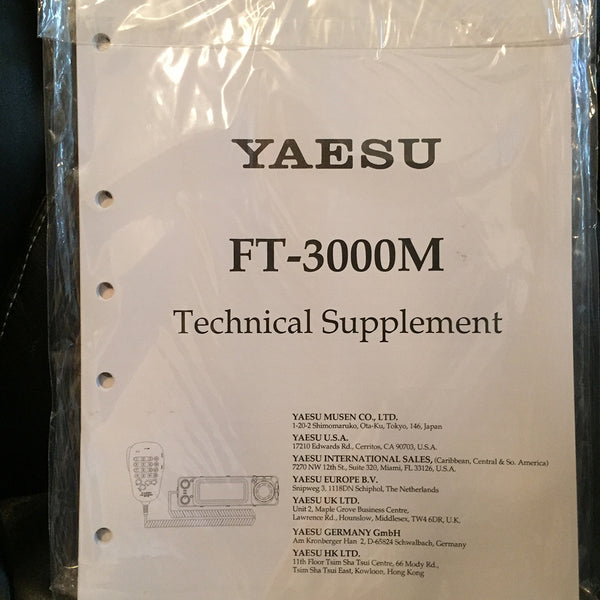 YAESU
FT-3000M
Technical Supplement
YAESU MUSEN CO., LTD.
1-20-2 Shimomaruko, Ota-Ku, Tokyo, 146, Japan
YAESU U.S.A.
17210 Edwards Rd., Cerritos, CA 90703, U.S.A.
YAESU INTERNATIONAL SALES, (Caribbean, Central & So. America)
7270 NW 12th St., Suite 320, Miami, FL 33126, U.S.A.
YAESU EUROPE B.V.
Snipweg 3, 1118DN Schiphol, The Netherlands
YAESU UK LTD.
Unit 2, Maple Grove Business Centre,
Lawrence Rd., Hounslow, Middlesex, TW4 6DR, U.K.
YAESU GERMANY GmbH
Am Kronberger Han 2, D-65824 Schwalbach, Germany
YAESU HK LTD.
11th Floor Tsim Sha Tsui Centre, 66 Mody Rd.,
Tsim Sha Tsui East, Kowloon, Hong Kong